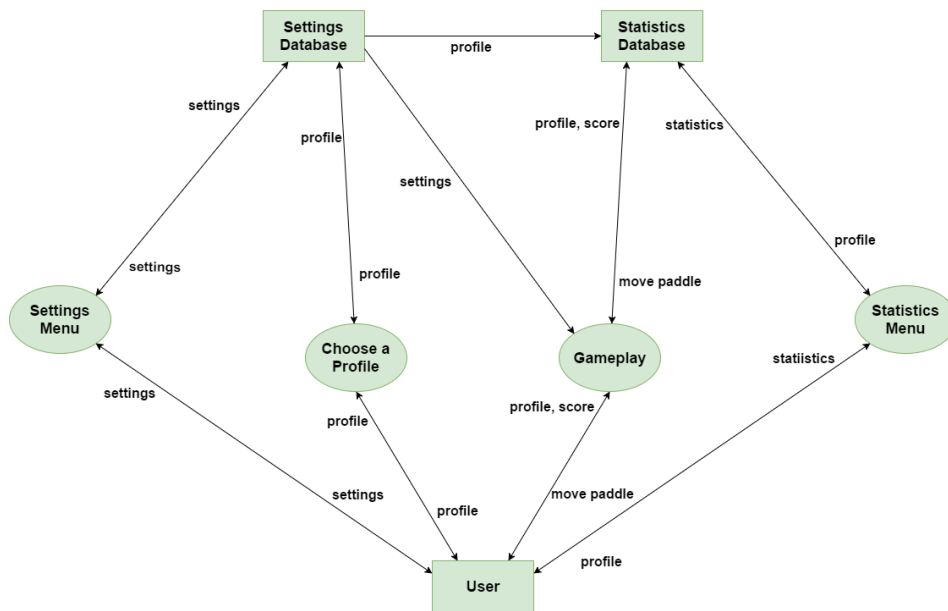 Settings
Database
Statistics
Database
profile
settings
profile
profile, score
statistics
settings
profile
settings
profile
move paddle
Settings
Menu
Statistics
Menu
Choose a
Profile
Gameplay
statiistics
settings
profile
profile, score
settings
move paddle
profile
profile
User